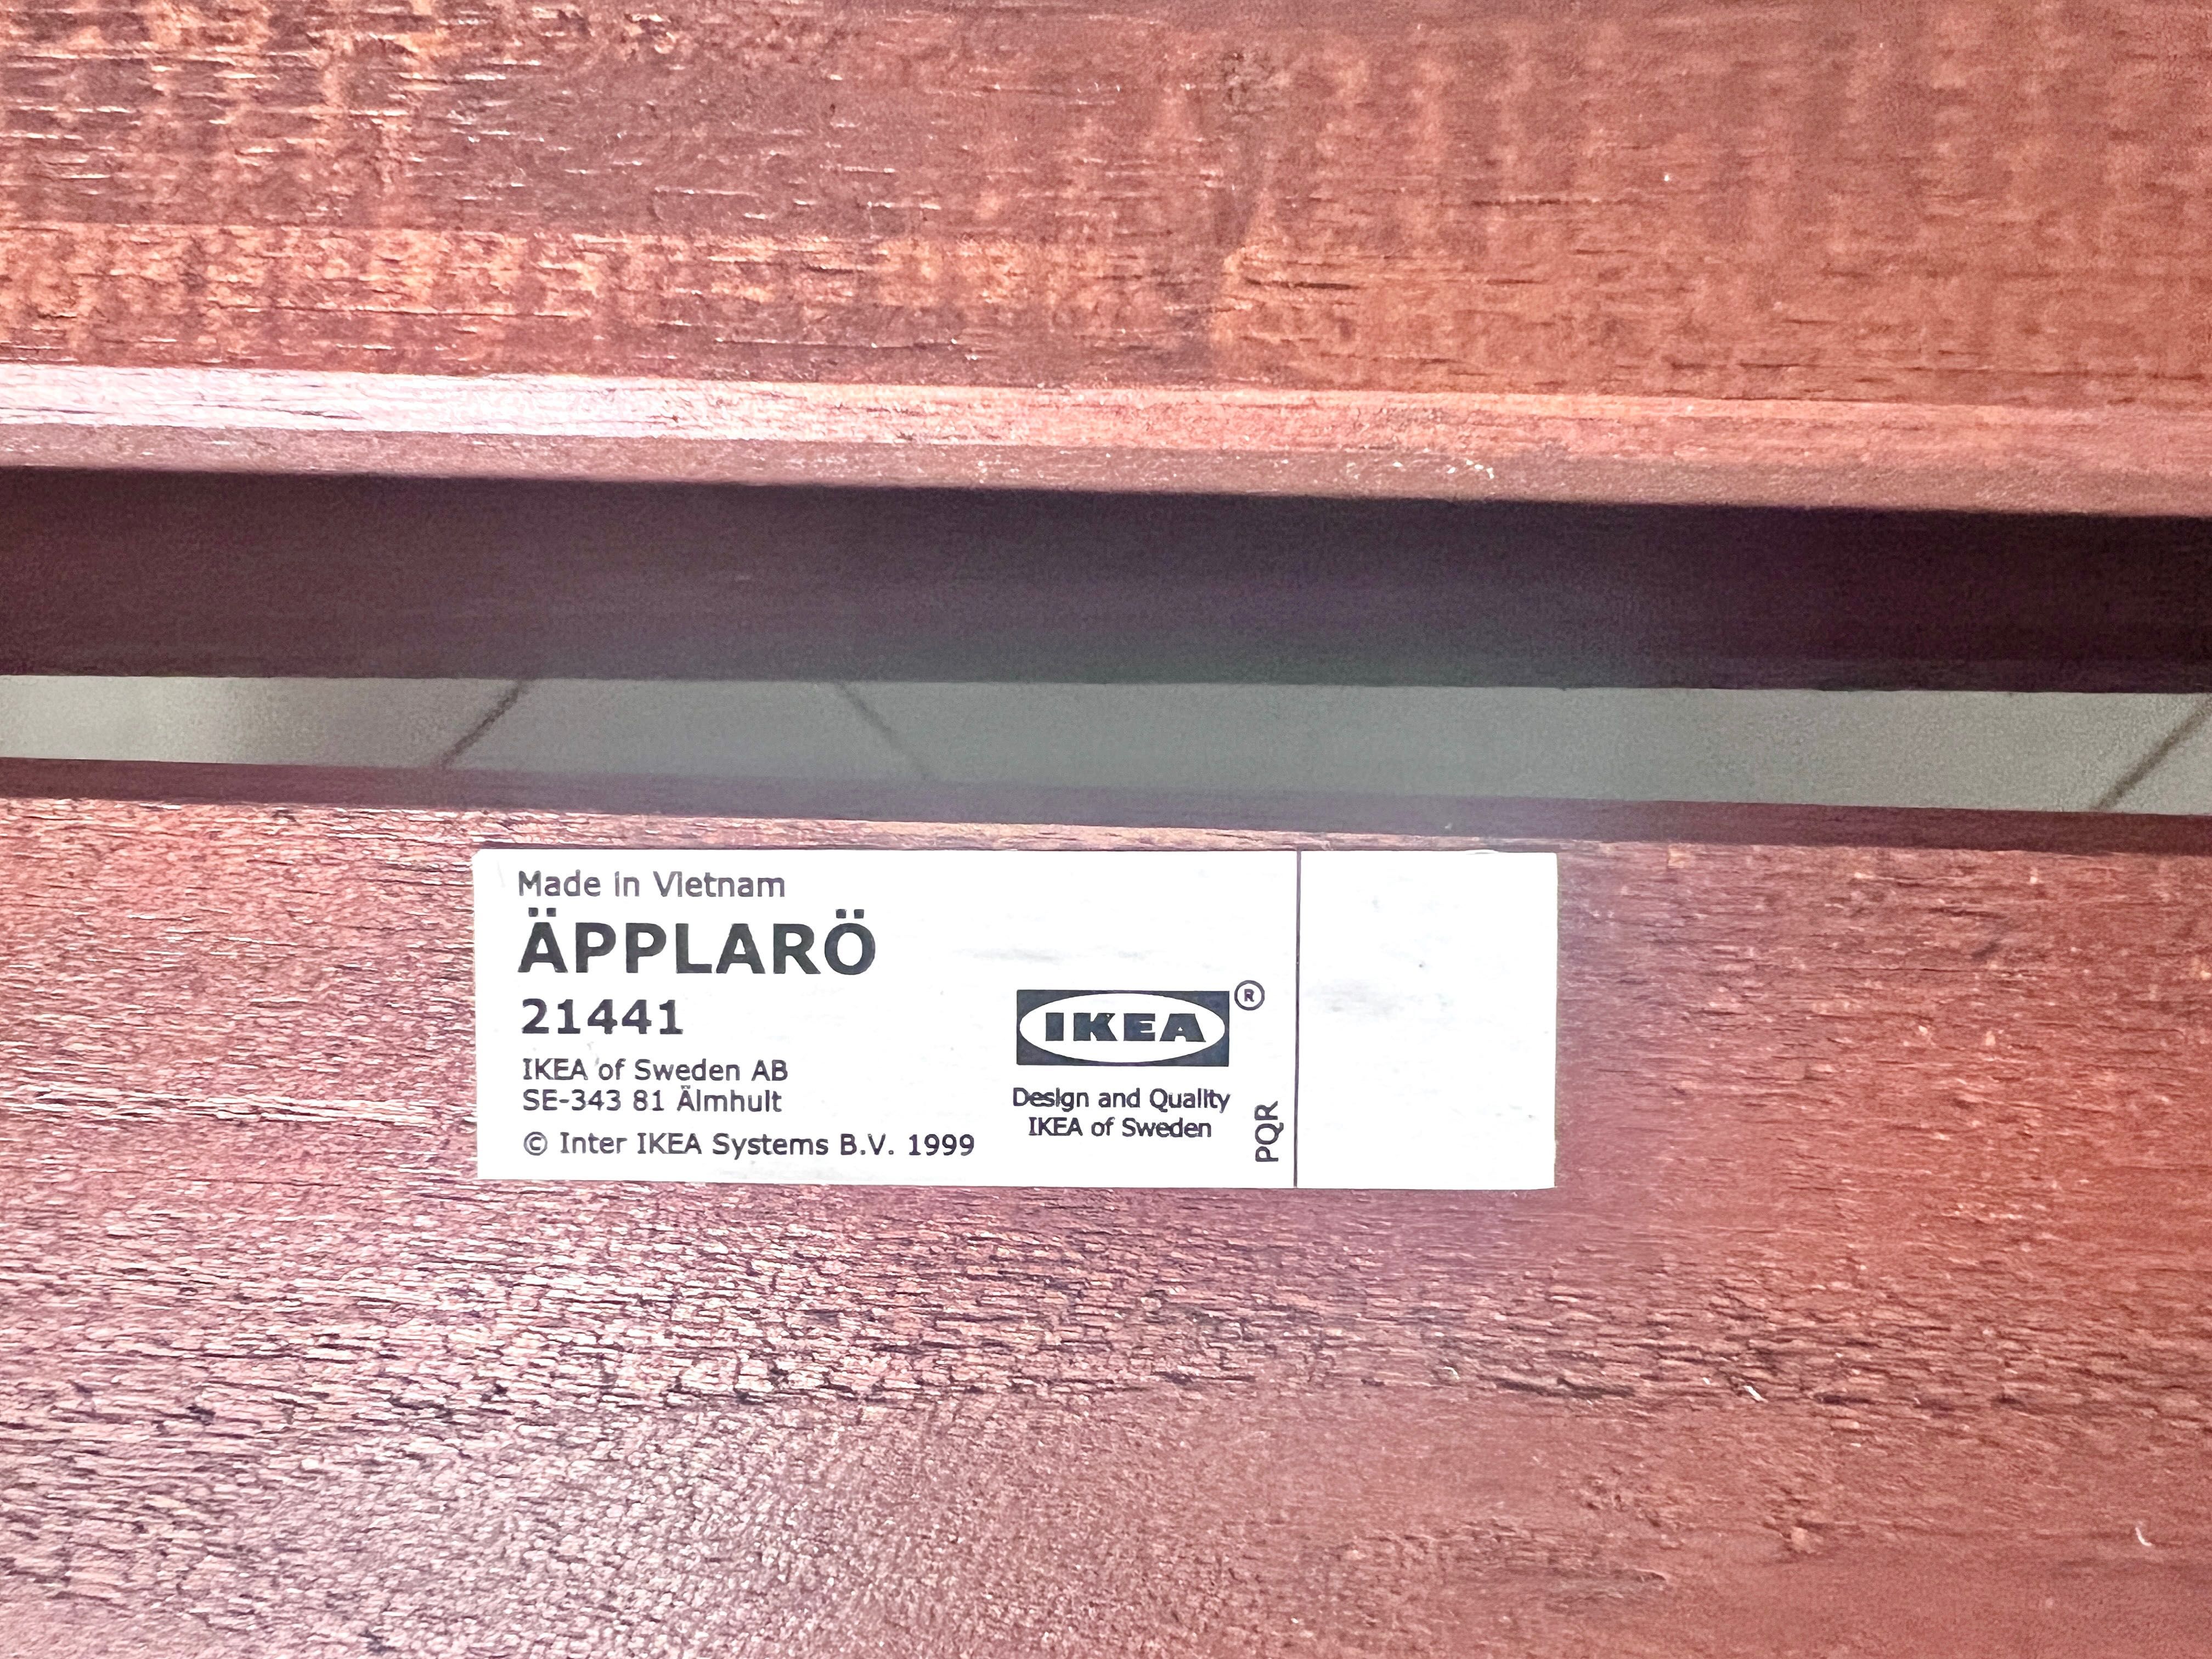 Made in Vietnam
ÄPPLARÖ
21441
IKEA of Sweden AB
SE-343 81 Älmhult
© Inter IKEA Systems B.V. 1999
IKEA®
Design and Quality
IKEA of Sweden
PQR